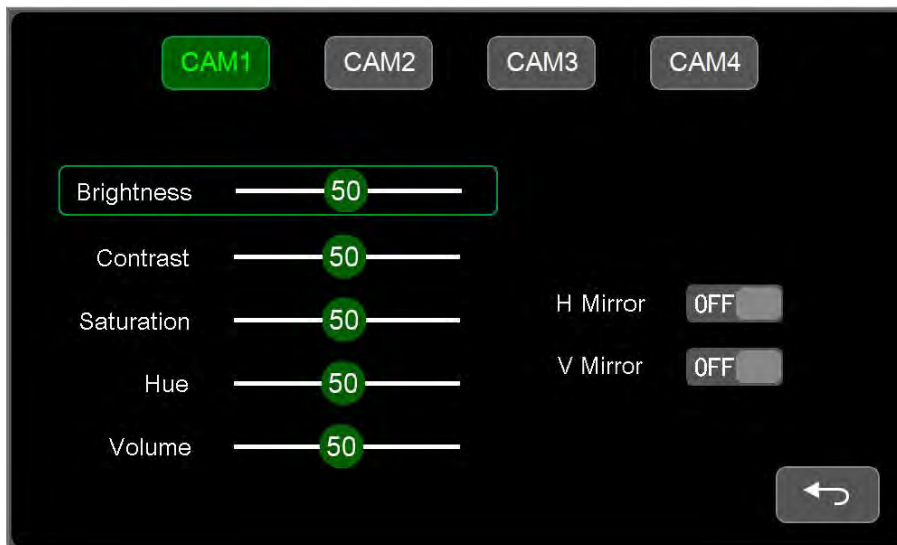 CAM1 CAM2 CAM3 CAM4
Brightness 50
Contrast 50
Saturation 50
H Mirror OFF
Hue 50
V Mirror OFF
Volume 50